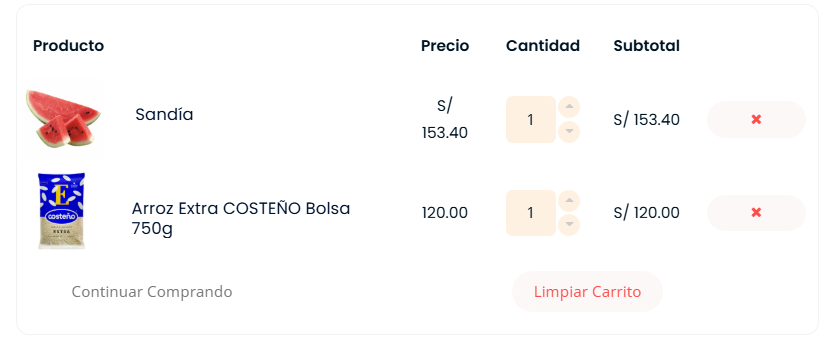 Producto Precio Cantidad Subtotal
Sandía S/ 153.40 1 S/ 153.40
E
costeño
EXTRA
Arroz Extra COSTEÑO Bolsa 750g 120.00 1 S/ 120.00
Continuar Comprando Limpiar Carrito